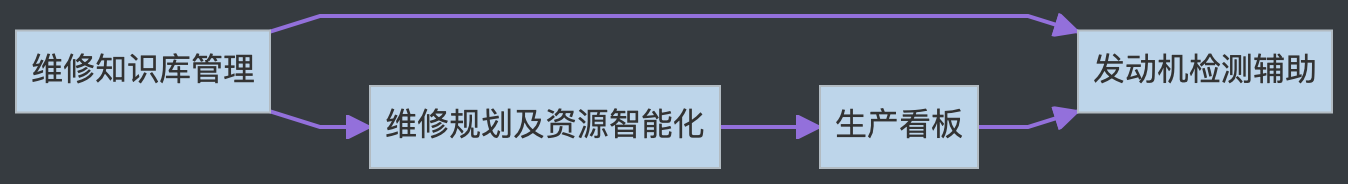 维修知识库管理
维修规划及资源智能化
生产看板
发动机检测辅助